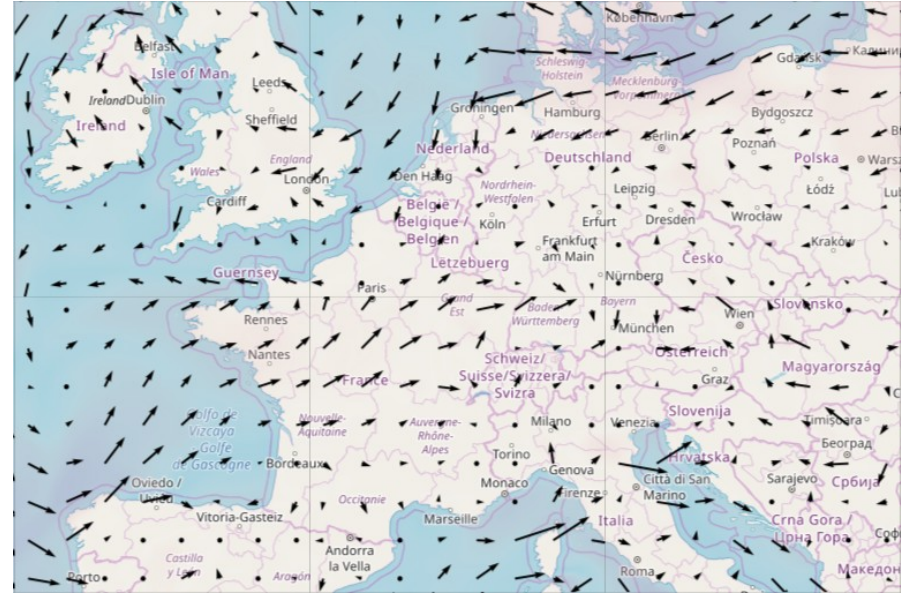 København
Belfast
Isle of Man
Gdańsk
Schleswig-
Holstein
Leeds
Mecklenburg
Ireland
Dublin
Groningen
Hamburg
Bydgoszcz
Sheffield
Ireland
Niedersachsen
Berlin
Nederland
Poznań
England
Deutschland
Polska
Wales
Den Haag
London
Nordrhein-
Westfalen
Leipzig
Łódź
Cardiff
België /
Belgique /
Belgien
Köln
Erfurt
Dresden
Wrocław
Frankfurt
am Main
Kraków
Lëtzebuerg
Česko
Guernsey
Nürnberg
Paris
Grand
Est
Baden-
Württemberg
Bayern
Slovensko
Rennes
Wien
München
Nantes
Schweiz/
Suisse/Svizzera/
Svizra
Österreich
Magyarország
France
Graz
Golfo de
Vizcaya
Golfe
de Gascogne
Nouvelle-
Aquitaine
Auvergne-
Rhône-
Alpes
Milano
Venezia
Slovenija
Timișoara
Београд
Torino
Bordeaux
Genova
Hrvatska
Oviedo /
Uviéu
Monaco
Firenze
Città di San
Marino
Sarajevo
Србија
Occitanie
Vitoria-Gasteiz
Marseille
Italia
Crna Gora /
Црна Гора
Andorra
la Vella
Castilla
y León
Aragón
Porto
Roma